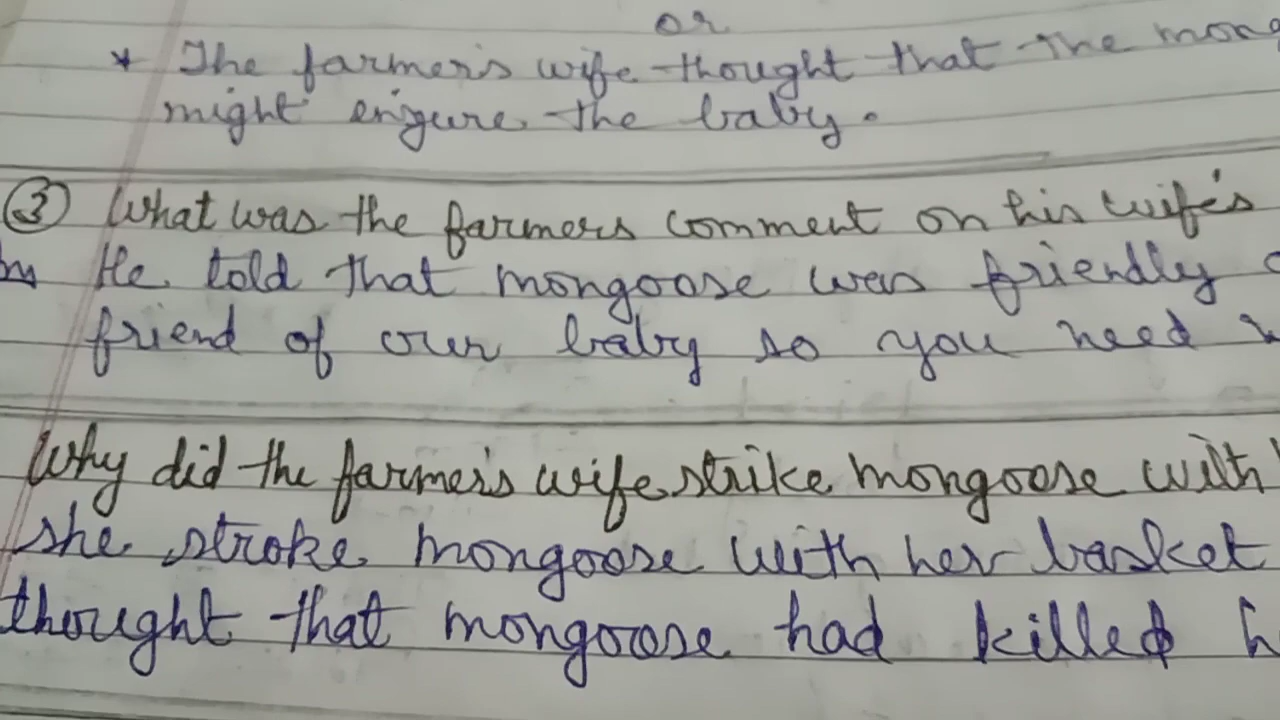 or
* The farmer's wife thought that the mong
might engure the baby.
③ What was the farmers comment on his wife's
He told that mongoose was friendly
friend of our baby so you need
Why did the farmer's wife strike mongoose with
she stroke mongoose with her basket
thought that mongoose had killed h